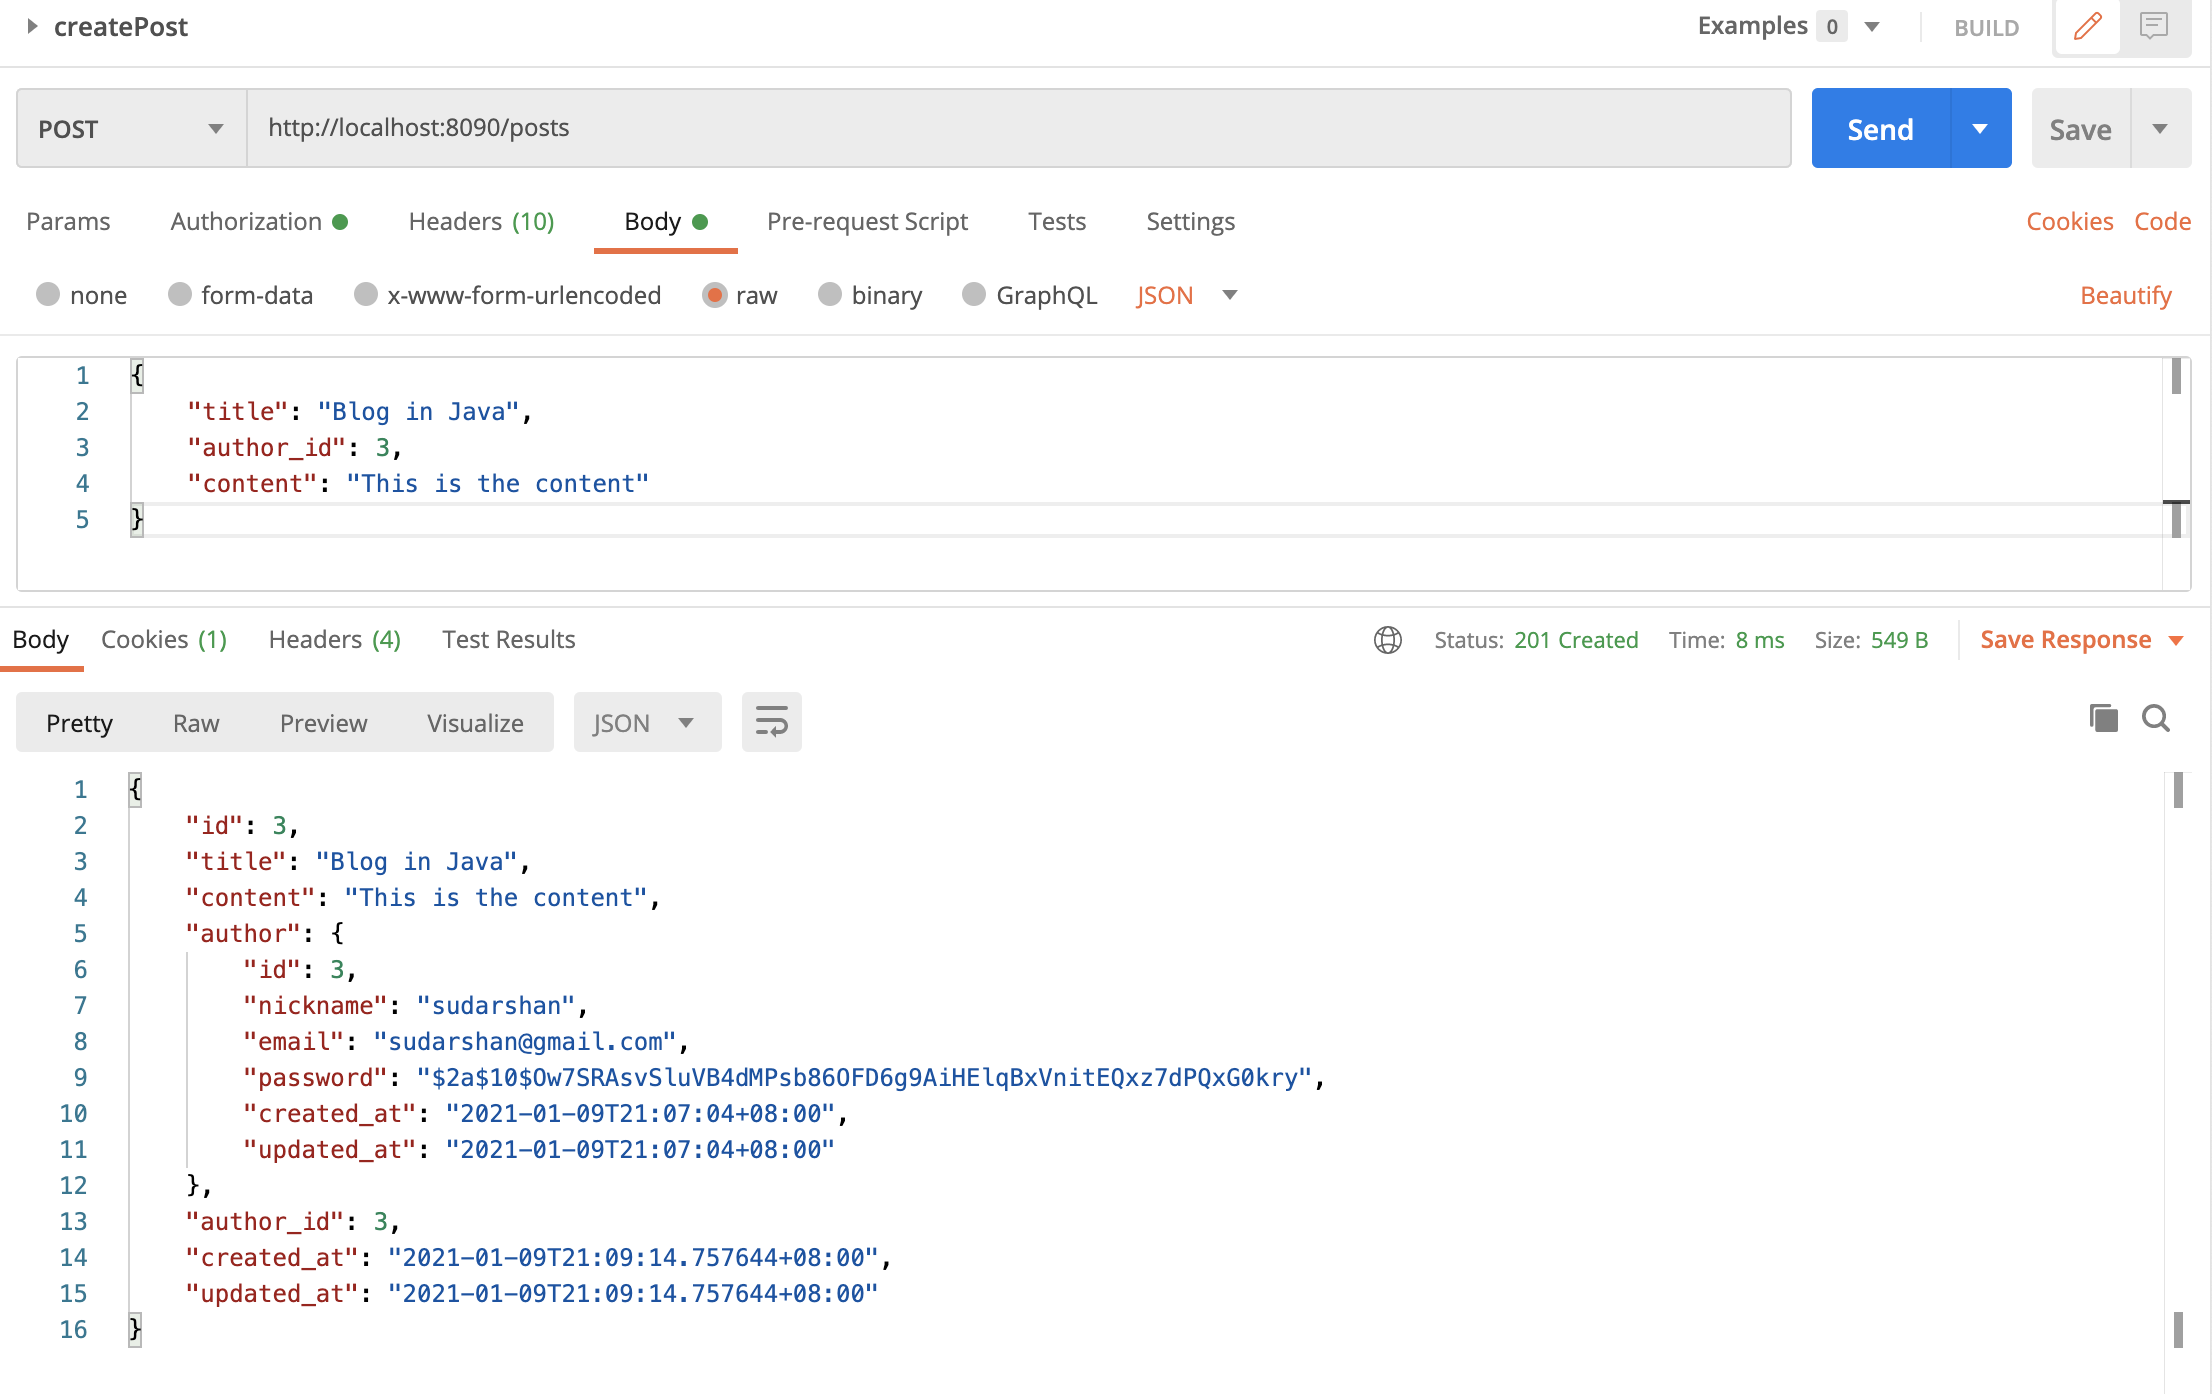 createPost
Examples 0 BUILD
POST http://localhost:8090/posts Send Save
Params Authorization Headers (10) Body Pre-request Script Tests Settings Cookies Code
none form-data x-www-form-urlencoded raw binary GraphQL JSON Beautify
1 {
2 "title": "Blog in Java",
3 "author_id": 3,
4 "content": "This is the content"
5 }
Body Cookies (1) Headers (4) Test Results Status: 201 Created Time: 8 ms Size: 549 B Save Response
Pretty Raw Preview Visualize JSON
1 {
2 "id": 3,
3 "title": "Blog in Java",
4 "content": "This is the content",
5 "author": {
6 "id": 3,
7 "nickname": "sudarshan",
8 "email": "sudarshan@gmail.com",
9 "password": "$2a$10$Ow7SRAsvSluVB4dMPsb86OFD6g9AiHElqBxVnitEQxz7dPQxG0kry",
10 "created_at": "2021-01-09T21:07:04+08:00",
11 "updated_at": "2021-01-09T21:07:04+08:00"
12 },
13 "author_id": 3,
14 "created_at": "2021-01-09T21:09:14.757644+08:00",
15 "updated_at": "2021-01-09T21:09:14.757644+08:00"
16 }